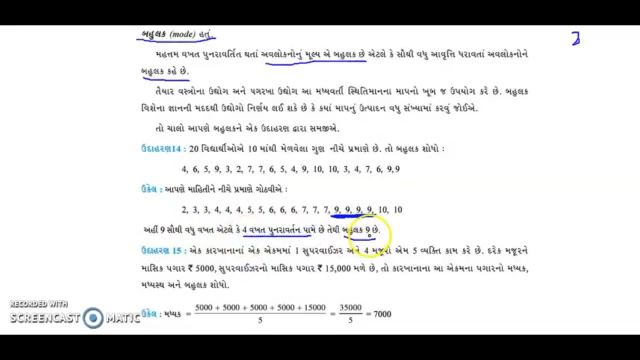 બહુલક (mode) હતું.
મહત્તમ વખત પુનરાવર્તિત થતાં અવલોકનોનું મૂલ્ય એ બહુલક છે એટલે કે સૌથી વધુ આવૃત્તિ ધરાવતાં અવલોકનોને
બહુલક કહે છે.
તૈયાર વસ્ત્રોના ઉદ્યોગ અને પગરખા ઉદ્યોગ આ મધ્યવર્તી સ્થિતિમાનના માપનો ખૂબ જ ઉપયોગ કરે છે. બહુલક
વિશેના જ્ઞાનની મદદથી ઉદ્યોગો નિર્ણય લઈ શકે છે કે કયા માપનું ઉત્પાદન વધુ સંખ્યામાં કરવું જોઈએ.
તો ચાલો આપણે બહુલકને એક ઉદાહરણ દ્વારા સમજીએ.
ઉદાહરણ 14 : 20 વિદ્યાર્થીઓએ 10 માંથી મેળવેલા ગુણ નીચે પ્રમાણે છે. તો બહુલક શોધો :
4, 6, 5, 9, 3, 2, 7, 7, 6, 5, 4, 9, 10, 10, 3, 4, 7, 6, 9, 9
ઉકેલ : આપણે માહિતીને નીચે પ્રમાણે ગોઠવીએ :
2, 3, 3, 4, 4, 4, 5, 5, 6, 6, 6, 7, 7, 7, 9, 9, 9, 9, 10, 10
અહીં 9 સૌથી વધુ વખત એટલે કે 4 વખત પુનરાવર્તન પામે છે તેથી બહુલક 9 છે.
ઉદાહરણ 15 : એક કારખાનાનાં એક એકમમાં 1 સુપરવાઈઝર અને 4 મજૂરો એમ 5 વ્યક્તિ કામ કરે છે. દરેક મજૂરને
માસિક પગાર ₹ 5000, સુપરવાઈઝરનો માસિક પગાર ₹ 15,000 મળે છે, તો કારખાનાના આ એકમના પગારનો મધ્યક,
મધ્યસ્થ અને બહુલક શોધો.
ઉકેલ : મધ્યક = (5000 + 5000 + 5000 + 5000 + 15000) / 5 = 35000 / 5 = 7000
RECORDED WITH
SCREENCAST MATIC